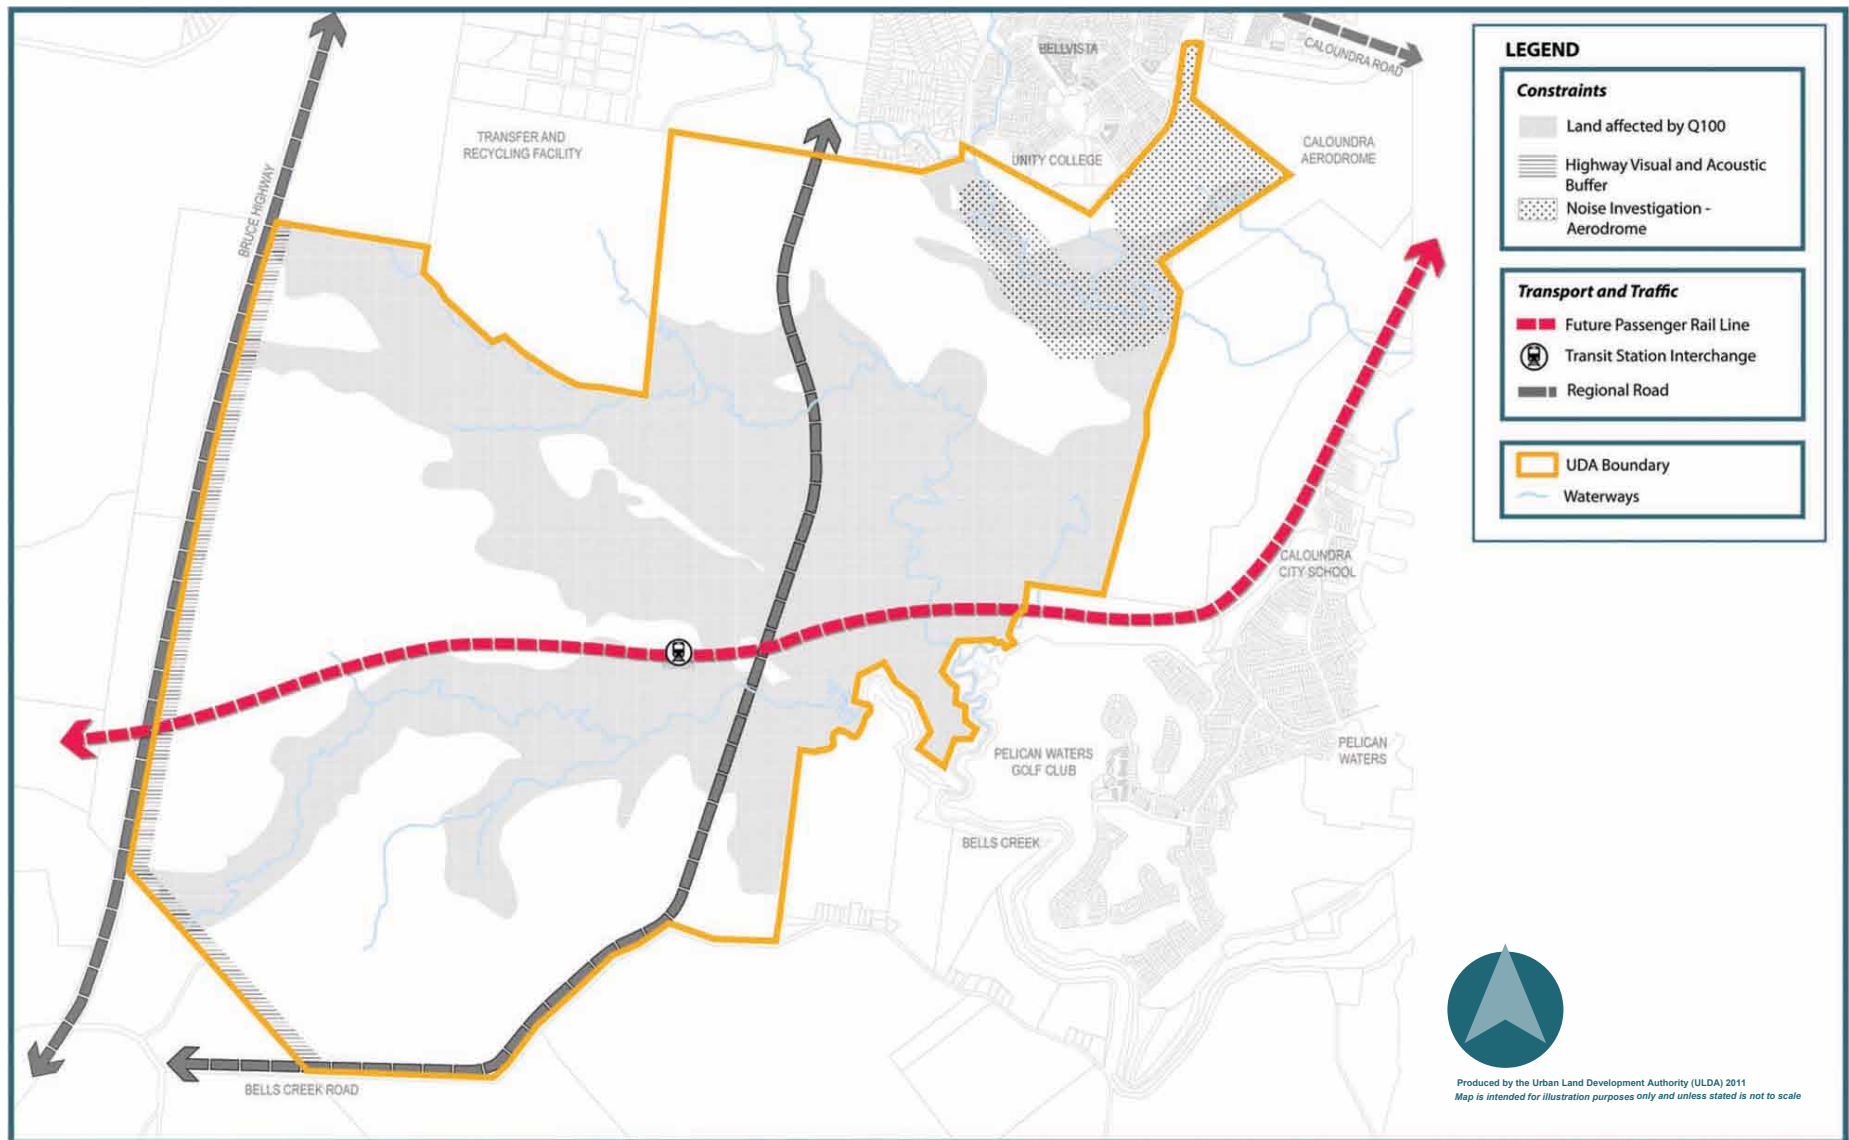 BELLVISTA
CALOUNDRA ROAD
TRANSFER AND
RECYCLING FACILITY
UNITY COLLEGE
CALOUNDRA
AERODROME
BRUCE HIGHWAY
CALOUNDRA
CITY SCHOOL
PELICAN WATERS
GOLF CLUB
PELICAN
WATERS
BELLS CREEK
BELLS CREEK ROAD
LEGEND
Constraints
Land affected by Q100
Highway Visual and Acoustic
Buffer
Noise Investigation -
Aerodrome
Transport and Traffic
Future Passenger Rail Line
Transit Station Interchange
Regional Road
UDA Boundary
Waterways
Produced by the Urban Land Development Authority (ULDA) 2011
Map is intended for illustration purposes only and unless stated is not to scale